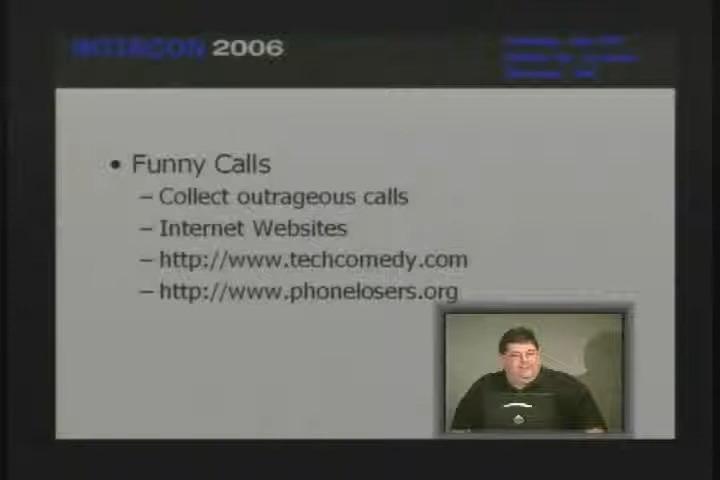 NOTACON 2006
• Funny Calls
– Collect outrageous calls
– Internet Websites
– http://www.techcomedy.com
– http://www.phonelosers.org